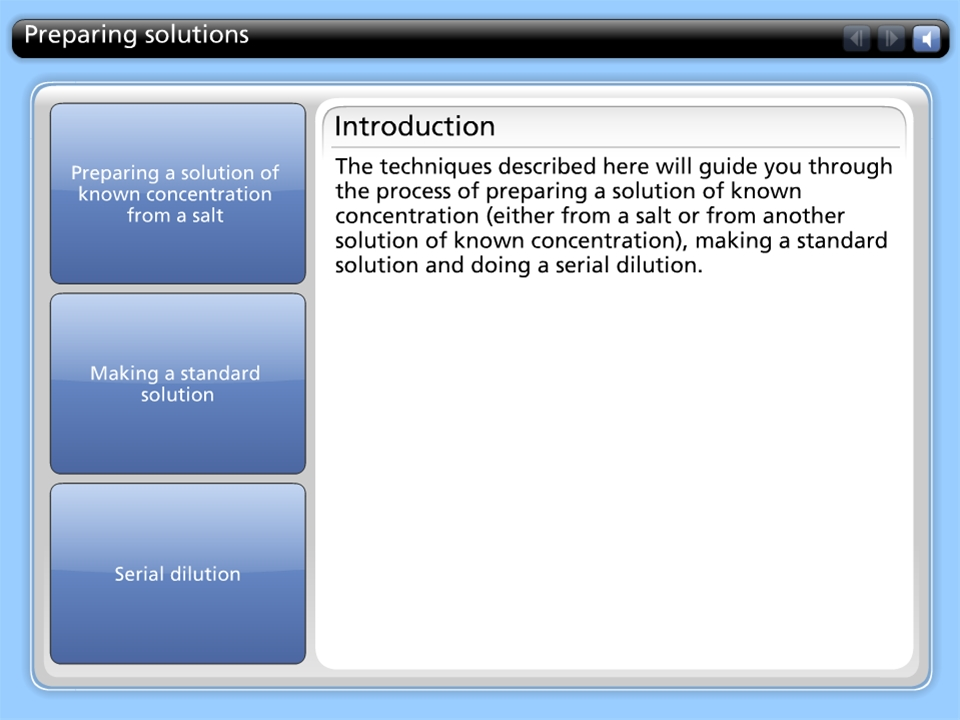 Preparing solutions
Preparing a solution of
known concentration
from a salt
Making a standard
solution
Serial dilution
Introduction
The techniques described here will guide you through
the process of preparing a solution of known
concentration (either from a salt or from another
solution of known concentration), making a standard
solution and doing a serial dilution.